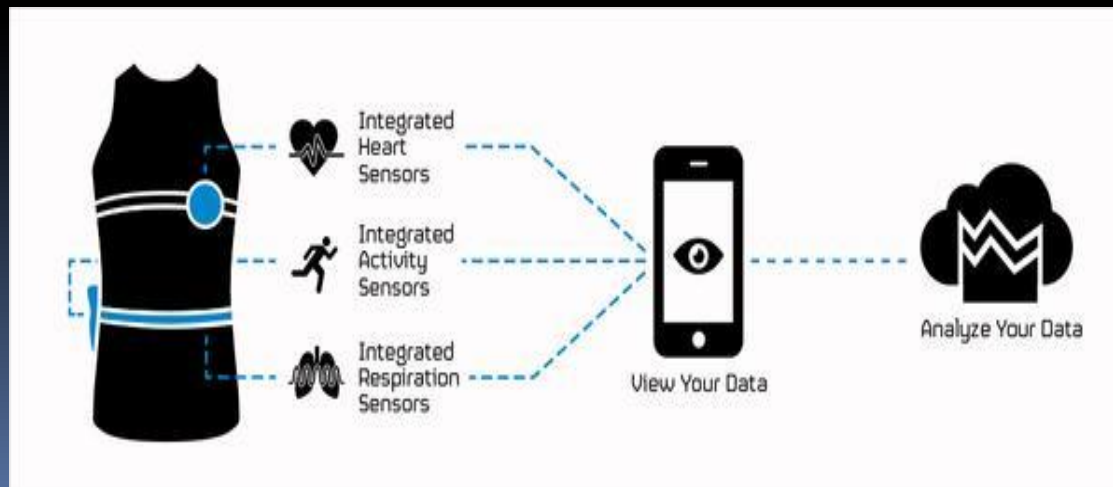 Integrated
Heart
Sensors
Integrated
Activity
Sensors
Integrated
Respiration
Sensors
View Your Data
Analyze Your Data